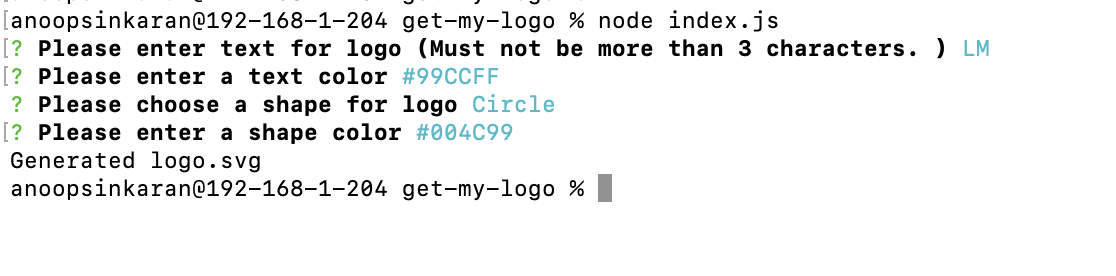 [anoopsinkaran@192-168-1-204 get-my-logo % node index.js
[? Please enter text for logo (Must not be more than 3 characters. ) LM
[? Please enter a text color #99CCFF
? Please choose a shape for logo Circle
[? Please enter a shape color #004C99
Generated logo.svg
anoopsinkaran@192-168-1-204 get-my-logo %